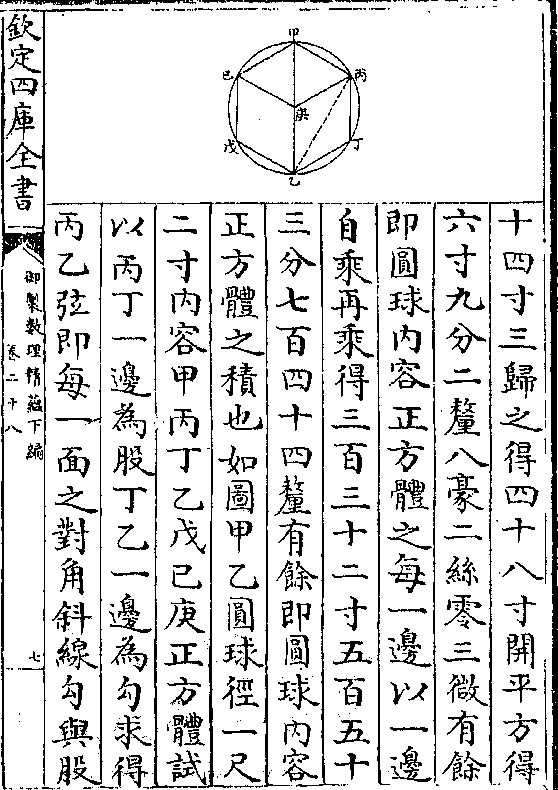 十四寸三歸之得四十八寸開平方得
六寸九分二釐八豪二絲零三微有餘
即圓球内容正方體之每一邊以一邊
自乘再乘得三百三十二寸五百五十
三分七百四十四釐有餘即圓球内容
正方體之積也如圖甲乙圓球徑一尺
二寸内容甲丙丁乙戊己庚正方體試
以丙丁一邊為股丁乙一邊為勾求得
丙乙弦即每一面之對角斜線勾與股
甲
丙
己
庚
戊
丁
乙
欽定四庫全書
御製數理精蘊下編
卷二十八
七